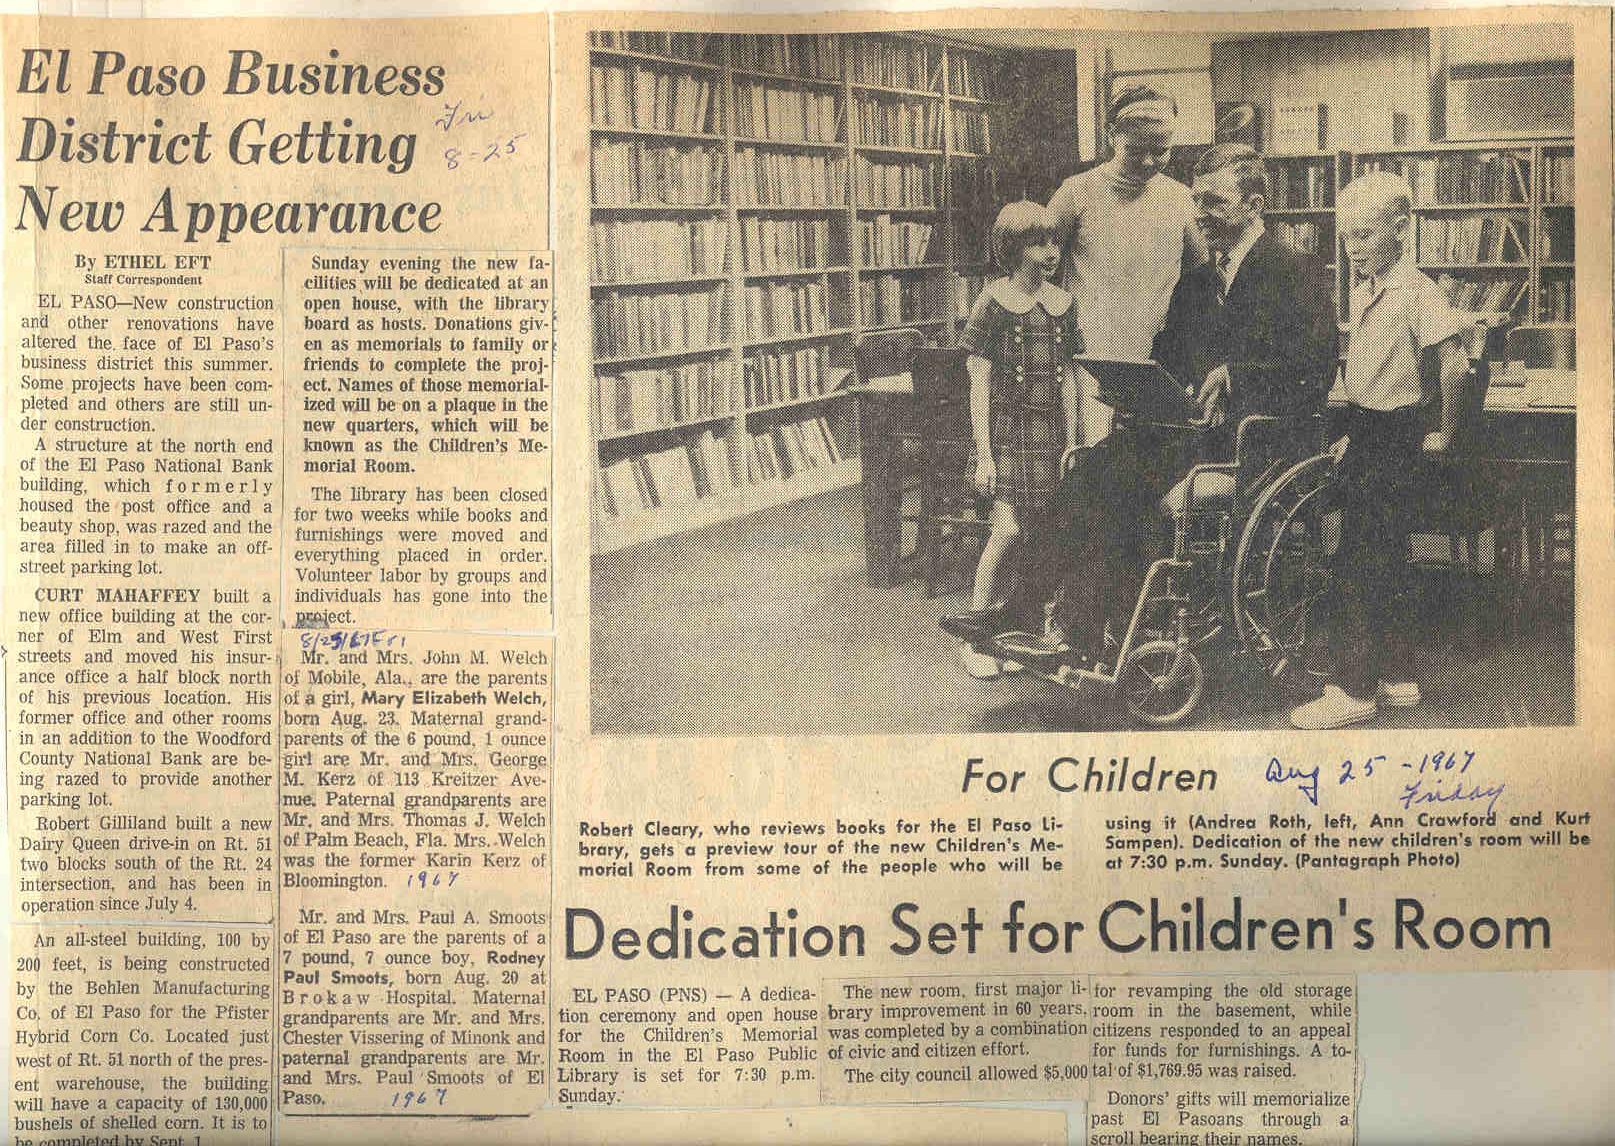 El Paso Business
District Getting
New Appearance
Fri
8-25
By ETHEL EFT
Staff Correspondent
EL PASO—New construction
and other renovations have
altered the face of El Paso's
business district this summer.
Some projects have been com-
pleted and others are still un-
der construction.
A structure at the north end
of the El Paso National Bank
building, which formerly
housed the post office and a
beauty shop, was razed and the
area filled in to make an off-
street parking lot.
CURT MAHAFFEY built a
new office building at the cor-
ner of Elm and West First
streets and moved his insur-
ance office a half block north
of his previous location. His
former office and other rooms
in an addition to the Woodford
County National Bank are be-
ing razed to provide another
parking lot.
Robert Gilliland built a new
Dairy Queen drive-in on Rt. 51
two blocks south of the Rt. 24
intersection, and has been in
operation since July 4.
An all-steel building, 100 by
200 feet, is being constructed
by the Behlen Manufacturing
Co. of El Paso for the Pfister
Hybrid Corn Co. Located just
west of Rt. 51 north of the pres-
ent warehouse, the building
will have a capacity of 130,000
bushels of shelled corn. It is to
be completed by Sept. 1
Sunday evening the new fa-
cilities will be dedicated at an
open house, with the library
board as hosts. Donations giv-
en as memorials to family or
friends to complete the proj-
ect. Names of those memorial-
ized will be on a plaque in the
new quarters, which will be
known as the Children's Me-
morial Room.
The library has been closed
for two weeks while books and
furnishings were moved and
everything placed in order.
Volunteer labor by groups and
individuals has gone into the
project.
8/25/67 Fri
Mr. and Mrs. John M. Welch
of Mobile, Ala., are the parents
of a girl, Mary Elizabeth Welch,
born Aug. 23. Maternal grand-
parents of the 6 pound, 1 ounce
girl are Mr. and Mrs. George
M. Kerz of 113 Kreitzer Ave-
nue. Paternal grandparents are
Mr. and Mrs. Thomas J. Welch
of Palm Beach, Fla. Mrs. Welch
was the former Karin Kerz of
Bloomington. 1967
Mr. and Mrs. Paul A. Smoots
of El Paso are the parents of a
7 pound, 7 ounce boy, Rodney
Paul Smoots, born Aug. 20 at
Brokaw Hospital. Maternal
grandparents are Mr. and Mrs.
Chester Vissering of Minonk and
paternal grandparents are Mr.
and Mrs. Paul Smoots of El
Paso. 1967
For Children
Aug 25 - 1967
Friday
Robert Cleary, who reviews books for the El Paso Li-
brary, gets a preview tour of the new Children's Me-
morial Room from some of the people who will be
using it (Andrea Roth, left, Ann Crawford and Kurt
Sampen). Dedication of the new children's room will be
at 7:30 p.m. Sunday. (Pantagraph Photo)
Dedication Set for Children's Room
EL PASO (PNS) — A dedica-
tion ceremony and open house
for the Children's Memorial
Room in the El Paso Public
Library is set for 7:30 p.m.
Sunday.
The new room, first major li-
brary improvement in 60 years,
was completed by a combination
of civic and citizen effort.
The city council allowed $5,000
for revamping the old storage
room in the basement, while
citizens responded to an appeal
for funds for furnishings. A to-
tal of $1,769.95 was raised.
Donors' gifts will memorialize
past El Pasoans through a
scroll bearing their names.